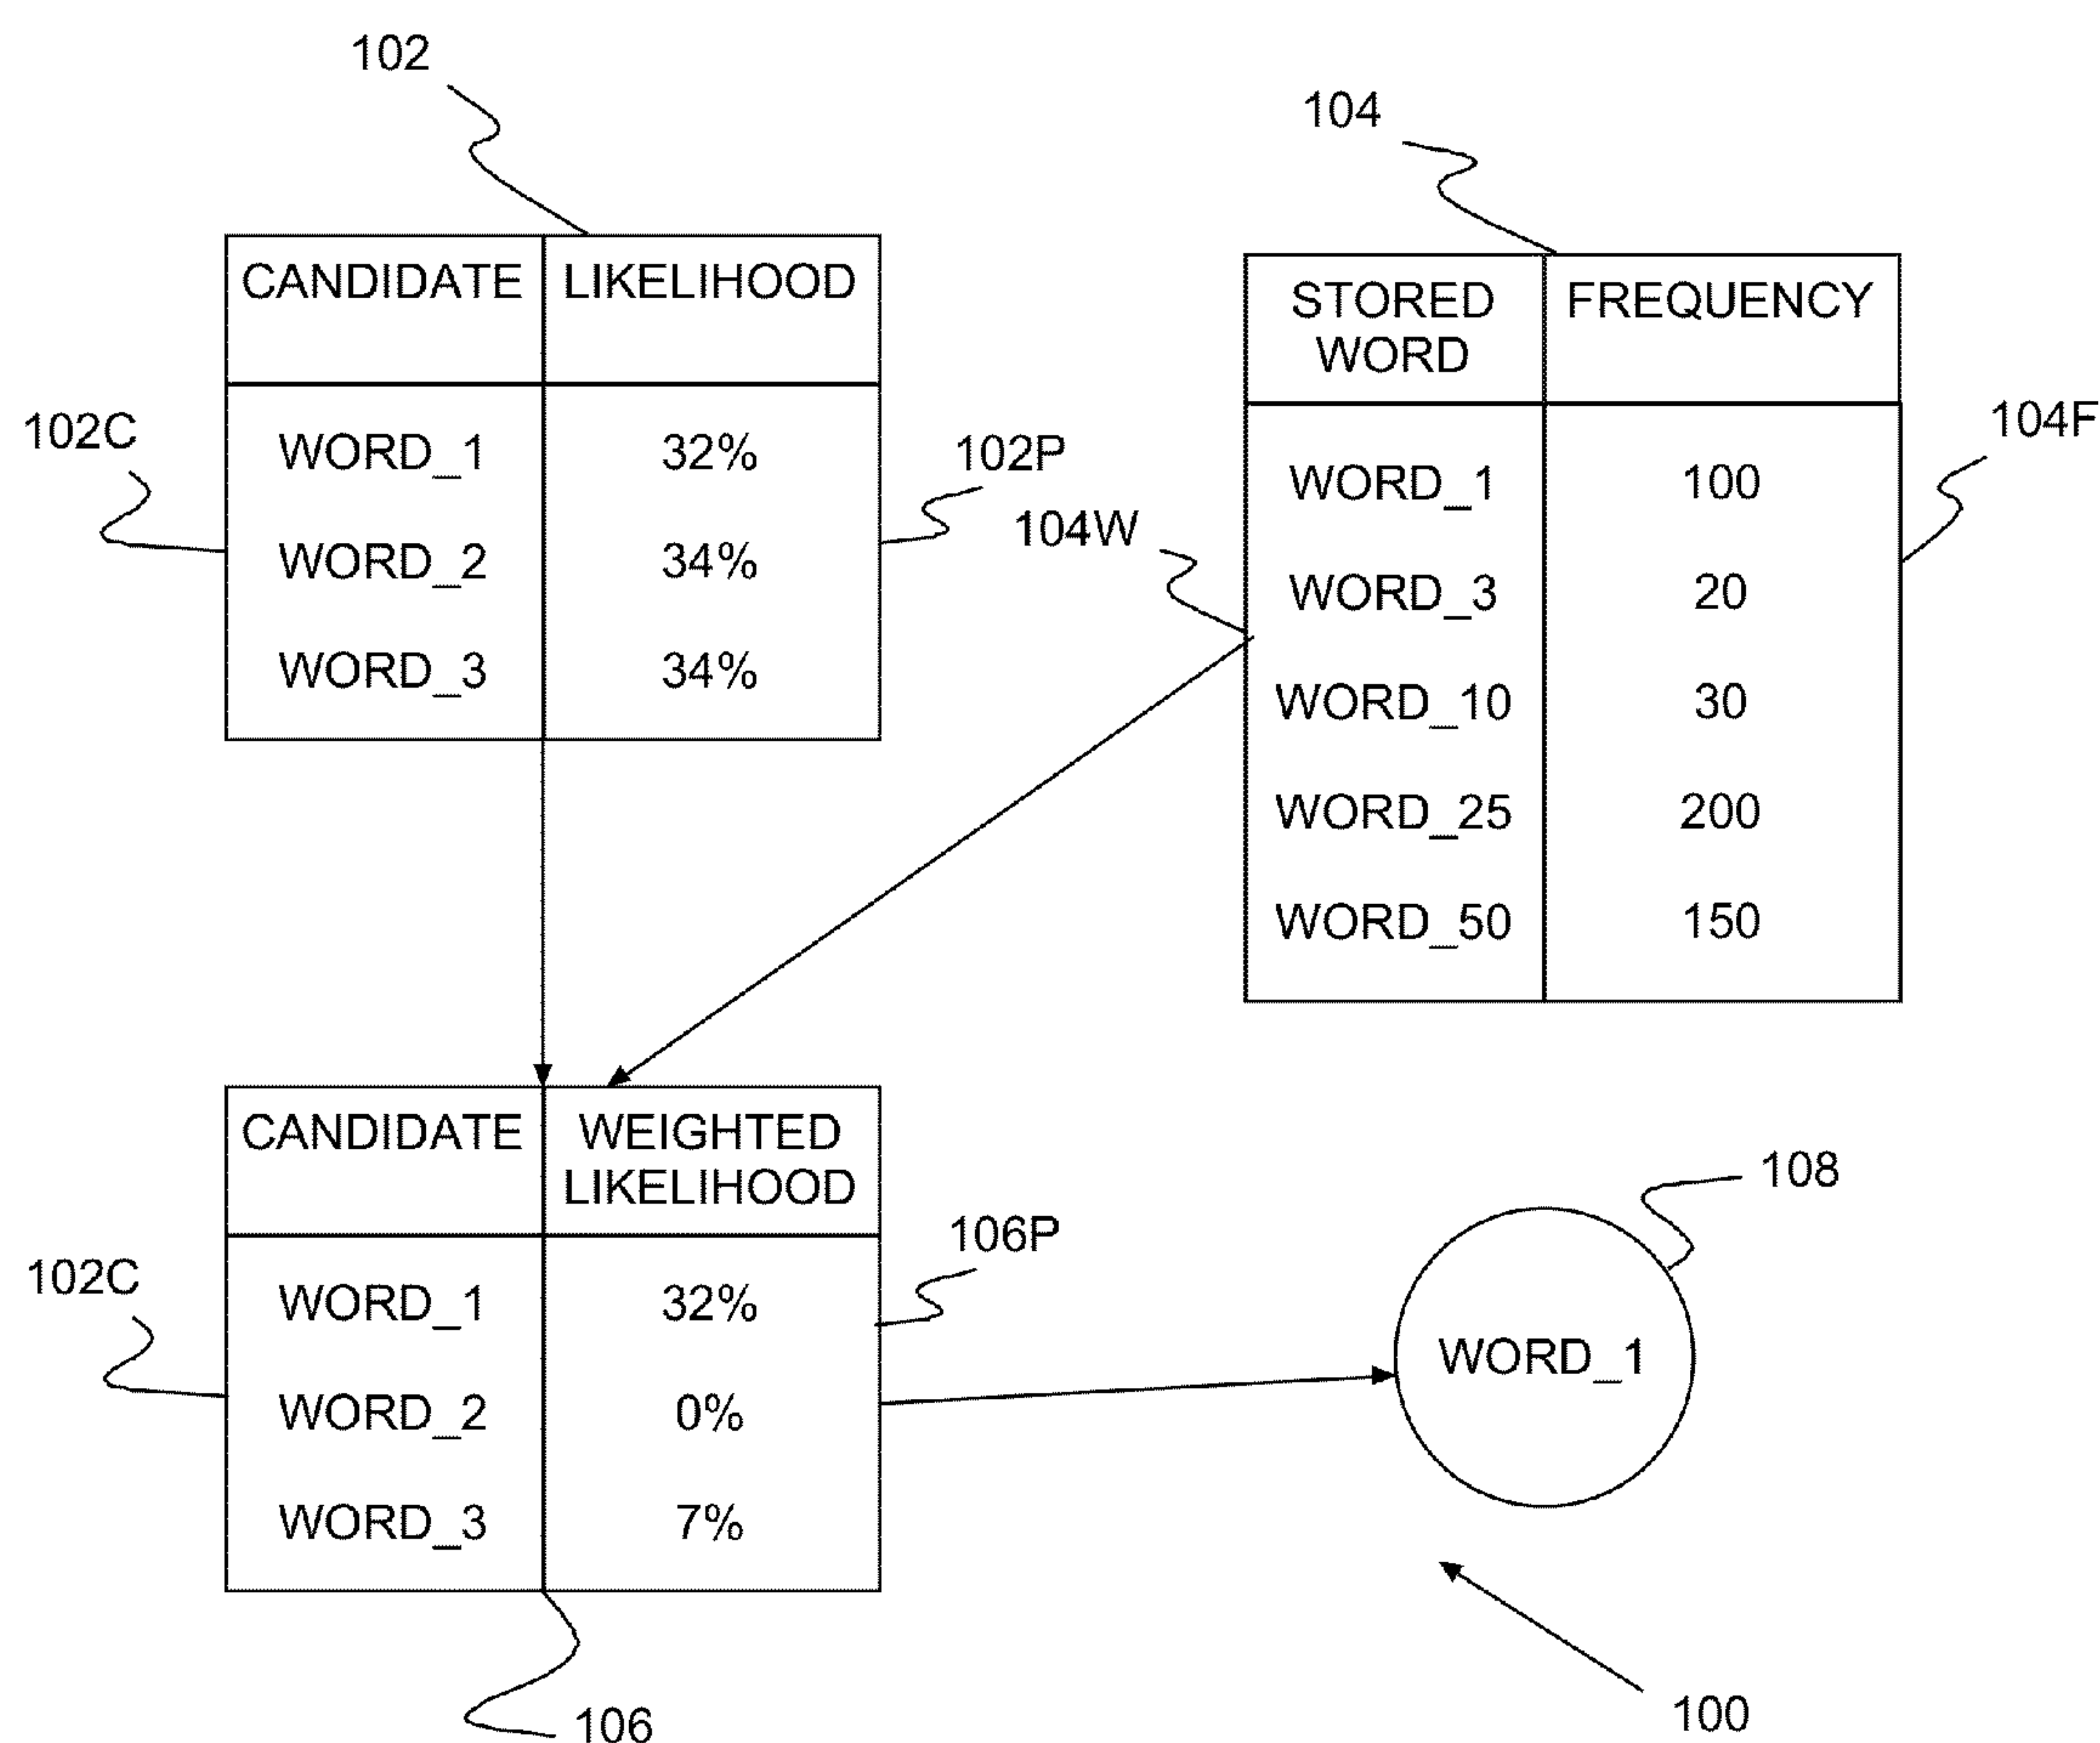 102
104
CANDIDATE LIKELIHOOD
STORED WORD FREQUENCY
102C
WORD_1 32%
WORD_2 34%
WORD_3 34%
102P
104W
104F
WORD_1 100
WORD_3 20
WORD_10 30
WORD_25 200
WORD_50 150
CANDIDATE WEIGHTED LIKELIHOOD
102C
106P
WORD_1 32%
WORD_2 0%
WORD_3 7%
108
WORD_1
106
100